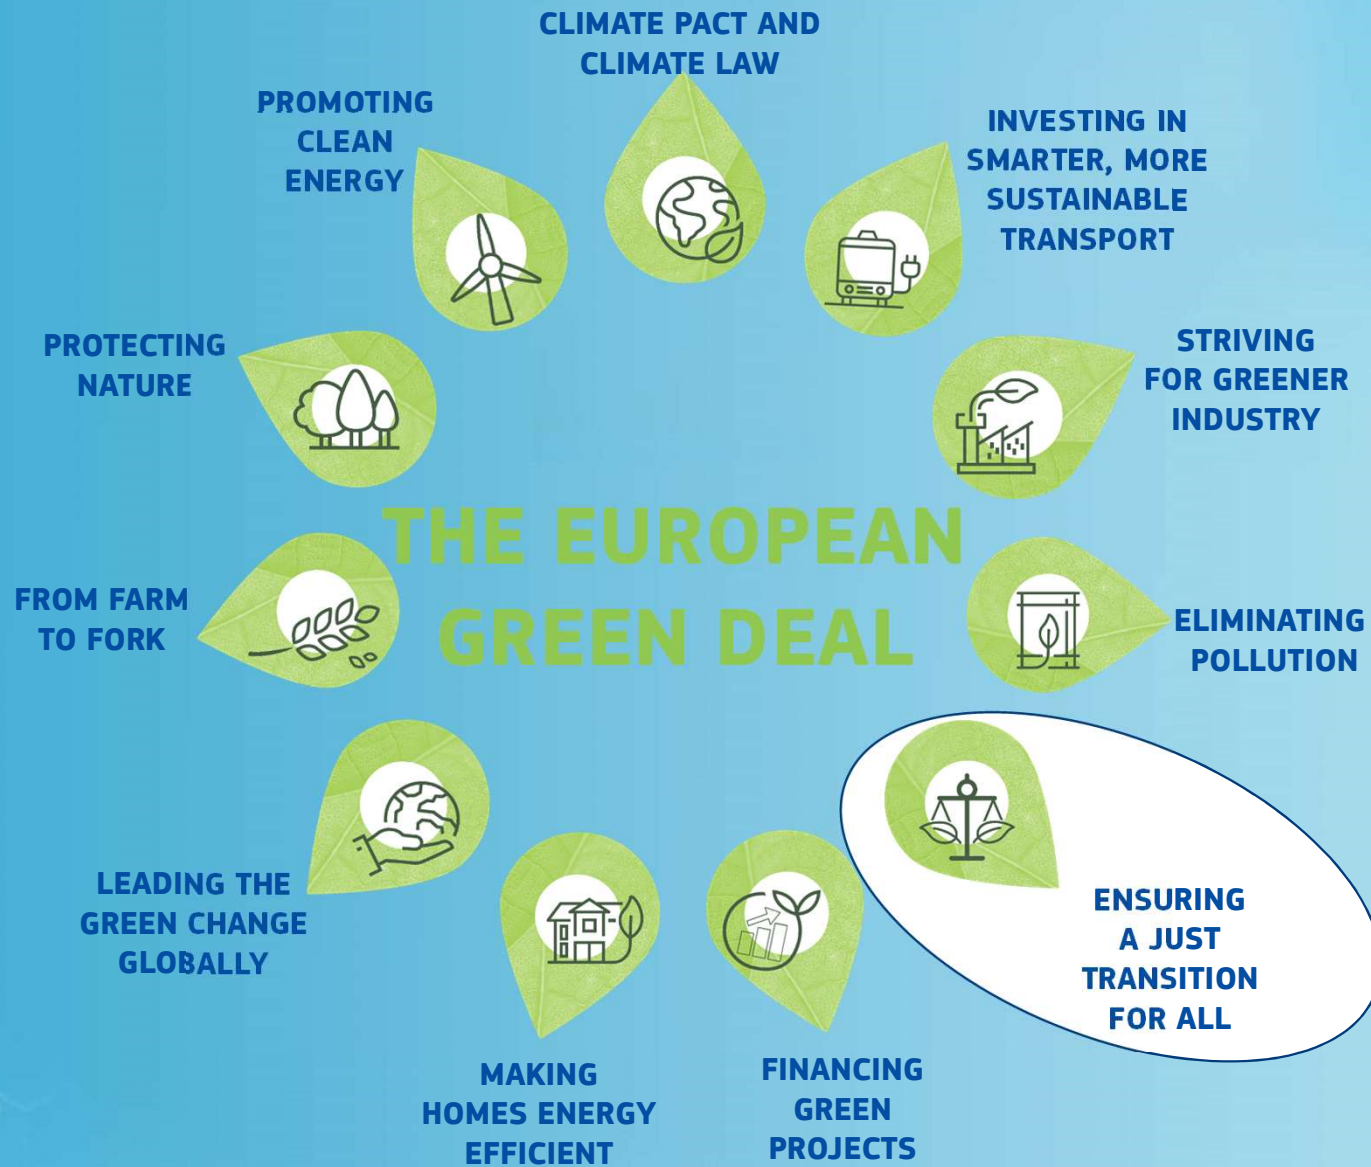 CLIMATE PACT AND
CLIMATE LAW
PROMOTING
CLEAN
ENERGY
INVESTING IN
SMARTER, MORE
SUSTAINABLE
TRANSPORT
PROTECTING
NATURE
STRIVING
FOR GREENER
INDUSTRY
THE EUROPEAN
GREEN DEAL
FROM FARM
TO FORK
ELIMINATING
POLLUTION
LEADING THE
GREEN CHANGE
GLOBALLY
ENSURING
A JUST
TRANSITION
FOR ALL
MAKING
HOMES ENERGY
EFFICIENT
FINANCING
GREEN
PROJECTS